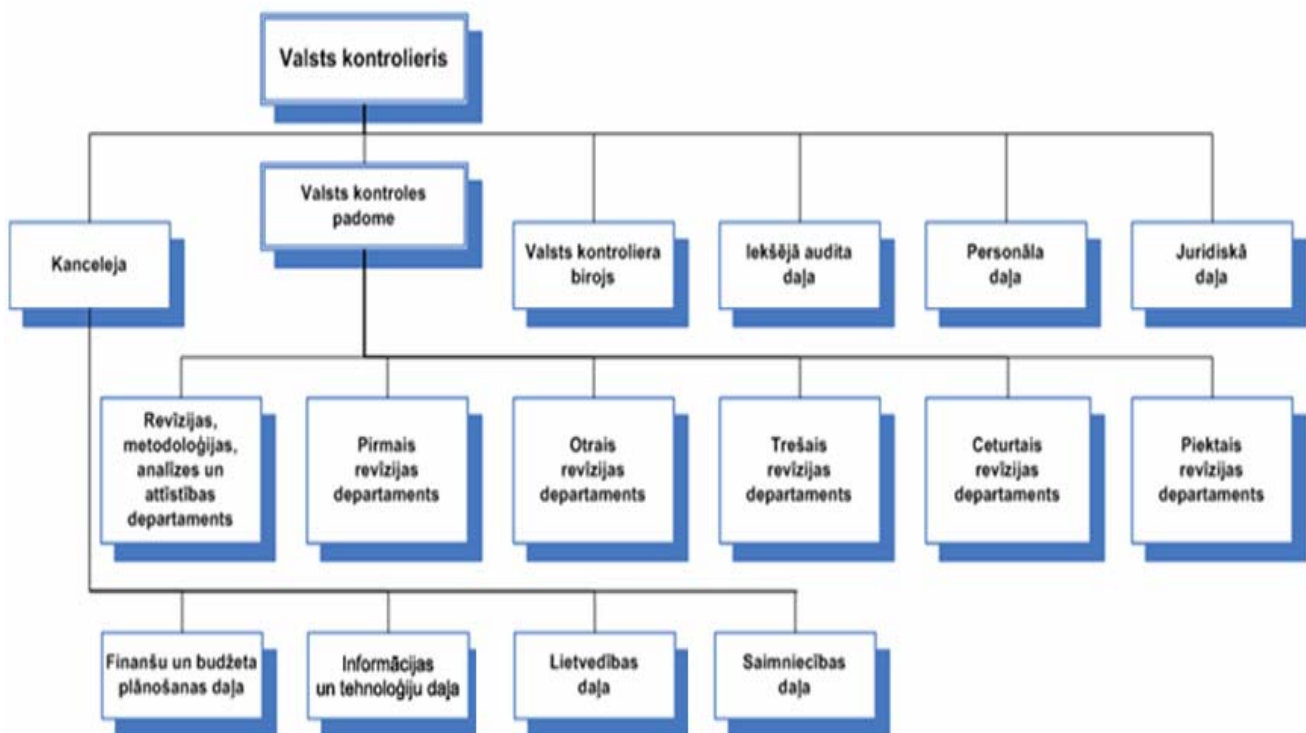 Valsts kontrolieris
Valsts kontroles
padome
Kanceleja
Valsts kontroliera
birojs
Iekšējā audita
daļa
Personāla
daļa
Juridiskā
daļa
Revīzijas,
metodoloģijas,
analīzes un
attīstības
departaments
Pirmais
revīzijas
departaments
Otrais
revīzijas
departaments
Trešais
revīzijas
departaments
Ceturtais
revīzijas
departaments
Piektais
revīzijas
departaments
Finanšu un budžeta
plānošanas daļa
Informācijas
un tehnoloģiju daļa
Lietvedības
daļa
Saimniecības
daļa